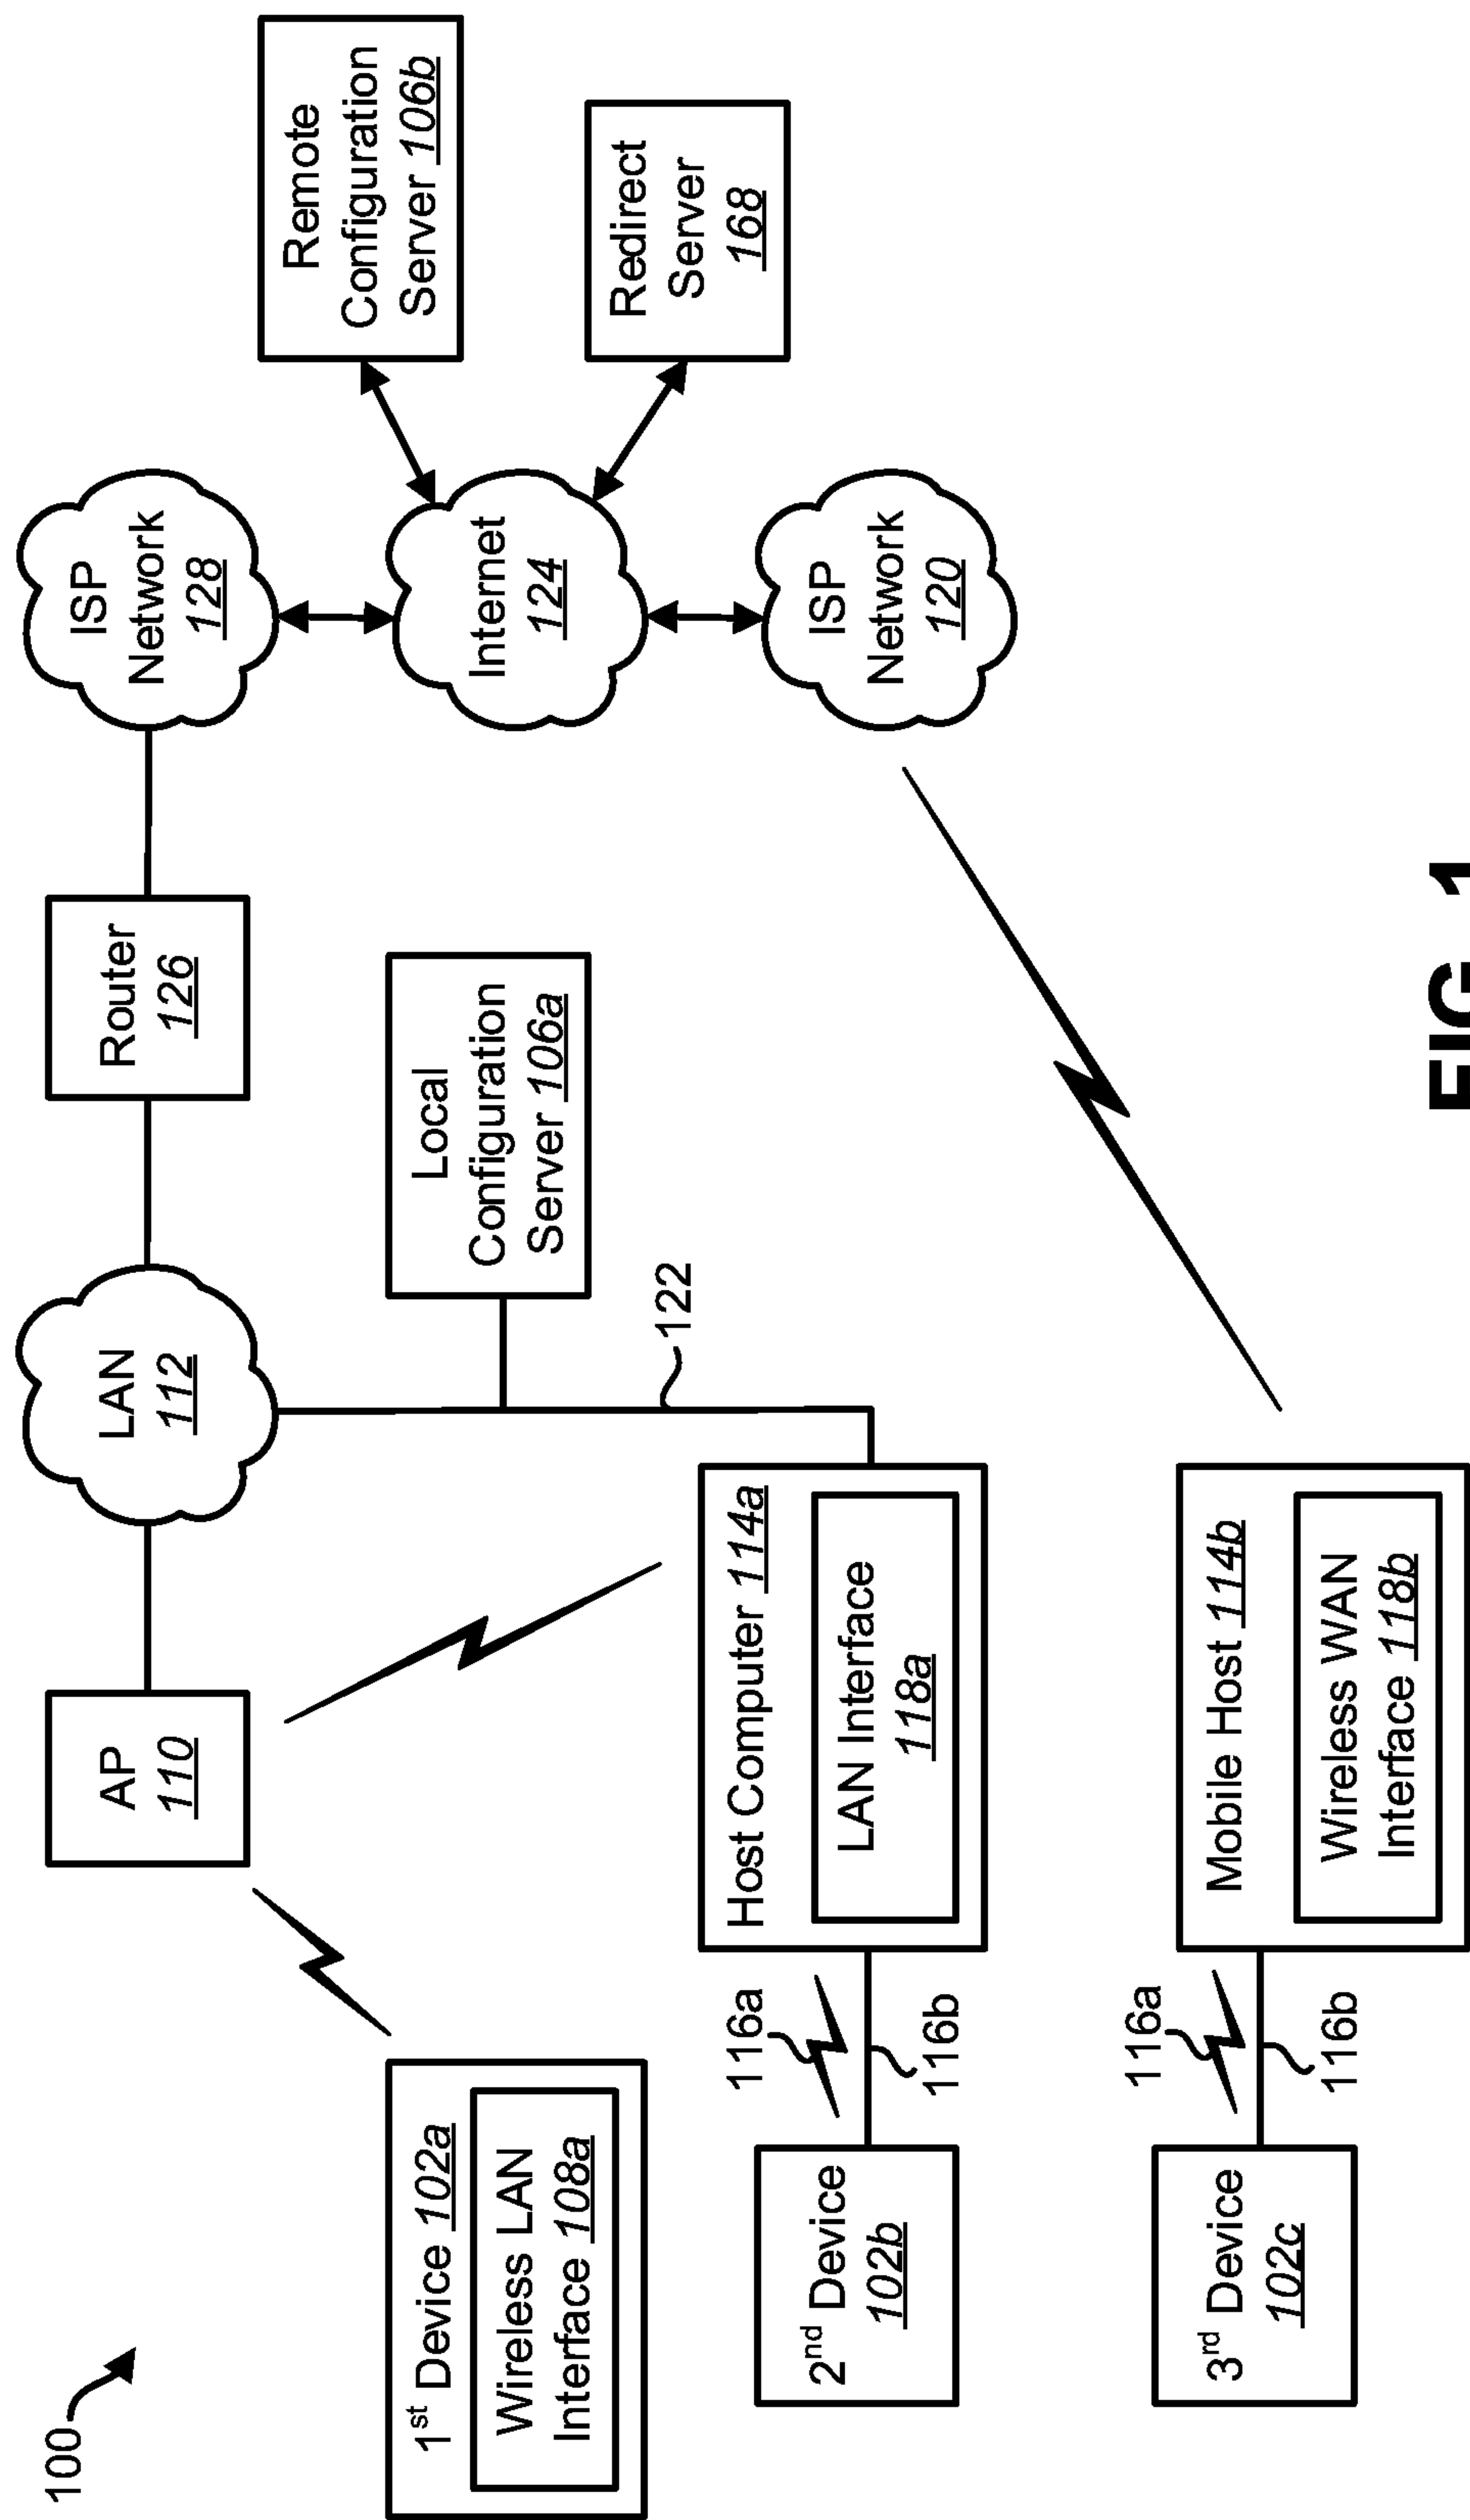 100
1st Device 102a
Wireless LAN
Interface 108a
AP
110
LAN
112
Router
126
ISP
Network
128
Local
Configuration
Server 106a
122
Internet
124
Remote
Configuration
Server 106b
Redirect
Server
168
ISP
Network
120
2nd Device
102b
116a
116b
Host Computer 114a
LAN Interface
118a
3rd Device
102c
116a
116b
Mobile Host 114b
Wireless WAN
Interface 118b
FIG. 1